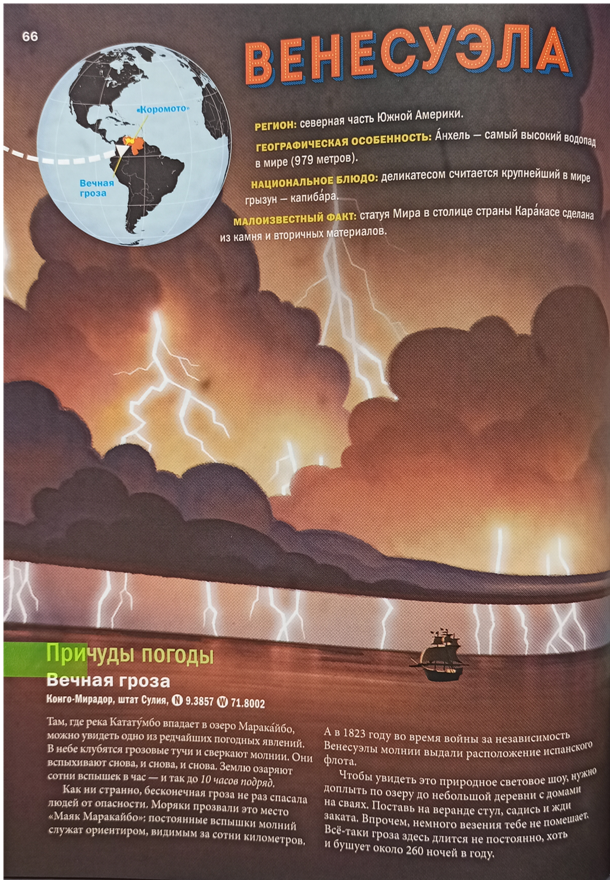 66
ВЕНЕСУЭЛА
«Коромото»
Вечная
гроза
РЕГИОН: северная часть Южной Америки.
ГЕОГРАФИЧЕСКАЯ ОСОБЕННОСТЬ: А́нхель — самый высокий водопад
в мире (979 метров).
НАЦИОНАЛЬНОЕ БЛЮДО: деликатесом считается крупнейший в мире
грызун — капиба́ра.
МАЛОИЗВЕСТНЫЙ ФАКТ: статуя Мира в столице страны Кара́касе сделана
из камня и вторичных материалов.
Причуды погоды
Вечная гроза
Конго-Мирадор, штат Сулия, N 9.3857 W 71.8002
Там, где река Катату́мбо впадает в озеро Марака́йбо,
можно увидеть одно из редчайших погодных явлений.
В небе клубятся грозовые тучи и сверкают молнии. Они
вспыхивают снова, и снова, и снова. Землю озаряют
сотни вспышек в час — и так до 10 часов подряд.
Как ни странно, бесконечная гроза не раз спасала
людей от опасности. Моряки прозвали это место
«Маяк Маракайбо»: постоянные вспышки молний
служат ориентиром, видимым за сотни километров.
А в 1823 году во время войны за независимость
Венесуэлы молнии выдали расположение испанского
флота.
Чтобы увидеть это природное световое шоу, нужно
доплыть по озеру до небольшой деревни с домами
на сваях. Поставь на веранде стул, садись и жди
заката. Впрочем, немного везения тебе не помешает.
Всё-таки гроза здесь длится не постоянно, хоть
и бушует около 260 ночей в году.